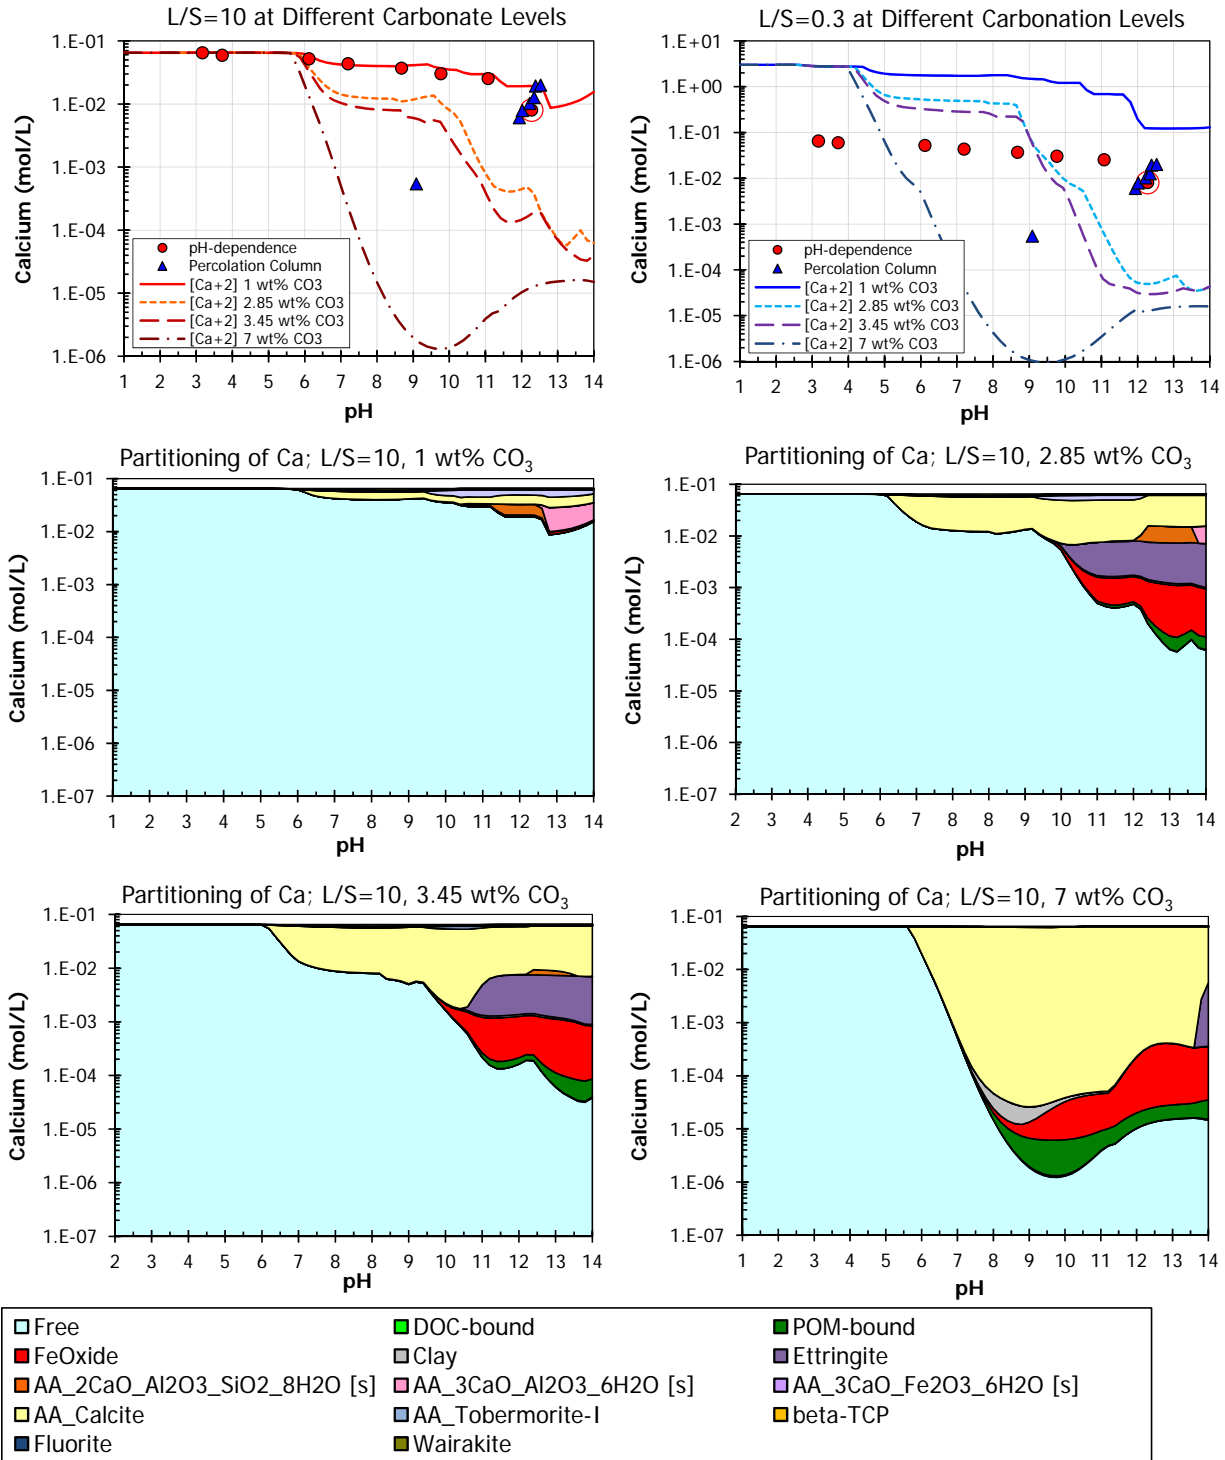 L/S=10 at Different Carbonate Levels
1.E-01
1.E-02
1.E-03
1.E-04
1.E-05
1.E-06
Calcium (mol/L)
pH-dependence
Percolation Column
[Ca+2] 1 wt% CO3
[Ca+2] 2.85 wt% CO3
[Ca+2] 3.45 wt% CO3
[Ca+2] 7 wt% CO3
1 2 3 4 5 6 7 8 9 10 11 12 13 14
pH
L/S=0.3 at Different Carbonation Levels
1.E+01
1.E+00
1.E-01
1.E-02
1.E-03
1.E-04
1.E-05
1.E-06
Calcium (mol/L)
pH-dependence
Percolation Column
[Ca+2] 1 wt% CO3
[Ca+2] 2.85 wt% CO3
[Ca+2] 3.45 wt% CO3
[Ca+2] 7 wt% CO3
1 2 3 4 5 6 7 8 9 10 11 12 13 14
pH
Partitioning of Ca; L/S=10, 1 wt% CO₃
1.E-01
1.E-02
1.E-03
1.E-04
1.E-05
1.E-06
1.E-07
Calcium (mol/L)
1 2 3 4 5 6 7 8 9 10 11 12 13 14
pH
Partitioning of Ca; L/S=10, 2.85 wt% CO₃
1.E-01
1.E-02
1.E-03
1.E-04
1.E-05
1.E-06
1.E-07
Calcium (mol/L)
2 3 4 5 6 7 8 9 10 11 12 13 14
pH
Partitioning of Ca; L/S=10, 3.45 wt% CO₃
1.E-01
1.E-02
1.E-03
1.E-04
1.E-05
1.E-06
1.E-07
Calcium (mol/L)
2 3 4 5 6 7 8 9 10 11 12 13 14
pH
Partitioning of Ca; L/S=10, 7 wt% CO₃
1.E-01
1.E-02
1.E-03
1.E-04
1.E-05
1.E-06
1.E-07
Calcium (mol/L)
1 2 3 4 5 6 7 8 9 10 11 12 13 14
pH
Free DOC-bound POM-bound
FeOxide Clay Ettringite
AA_2CaO_Al2O3_SiO2_8H2O [s] AA_3CaO_Al2O3_6H2O [s] AA_3CaO_Fe2O3_6H2O [s]
AA_Calcite AA_Tobermorite-I beta-TCP
Fluorite Wairakite